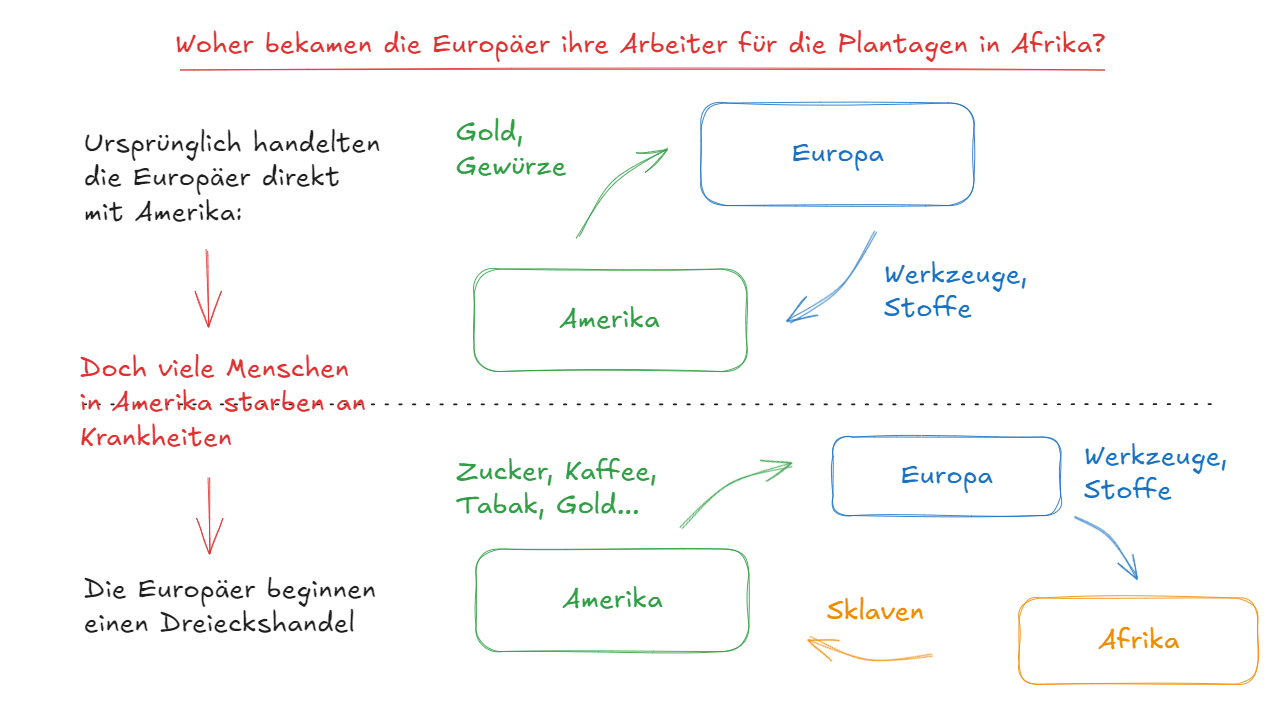 Woher bekamen die Europäer ihre Arbeiter für die Plantagen in Afrika?
Ursprünglich handelten
die Europäer direkt
mit Amerika:
Gold,
Gewürze
Europa
Amerika
Werkzeuge,
Stoffe
Doch viele Menschen
in Amerika starben an
Krankheiten
Zucker, Kaffee,
Tabak, Gold...
Europa
Werkzeuge,
Stoffe
Die Europäer beginnen
einen Dreieckshandel
Amerika
Sklaven
Afrika